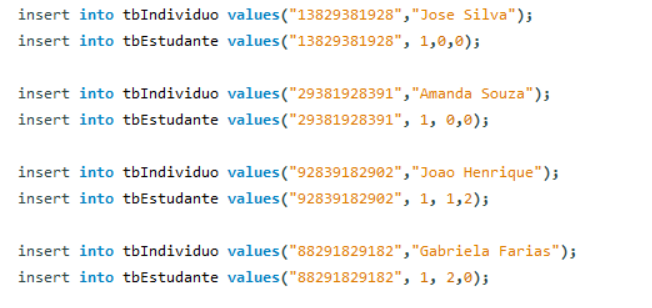 insert into tbIndividuo values("13829381928","Jose Silva");
insert into tbEstudante values("13829381928", 1,0,0);
insert into tbIndividuo values("29381928391","Amanda Souza");
insert into tbEstudante values("29381928391", 1, 0,0);
insert into tbIndividuo values("92839182902","Joao Henrique");
insert into tbEstudante values("92839182902", 1, 1,2);
insert into tbIndividuo values("88291829182","Gabriela Farias");
insert into tbEstudante values("88291829182", 1, 2,0);